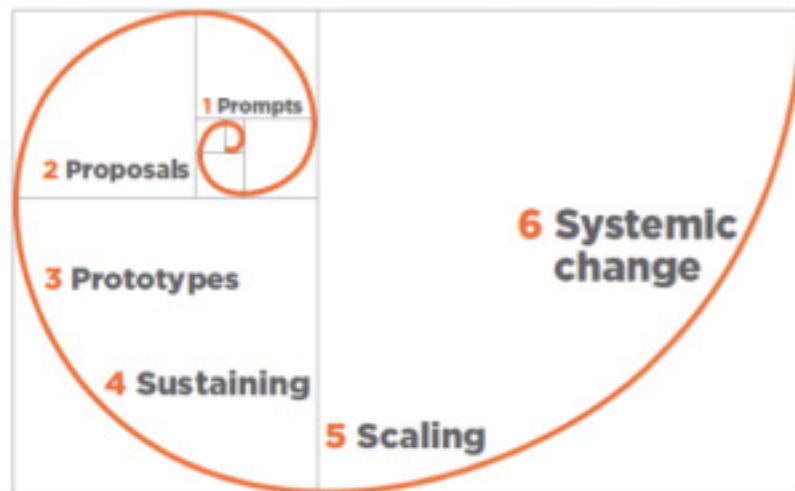 1 Prompts
2 Proposals
3 Prototypes
4 Sustaining
5 Scaling
6 Systemic
change